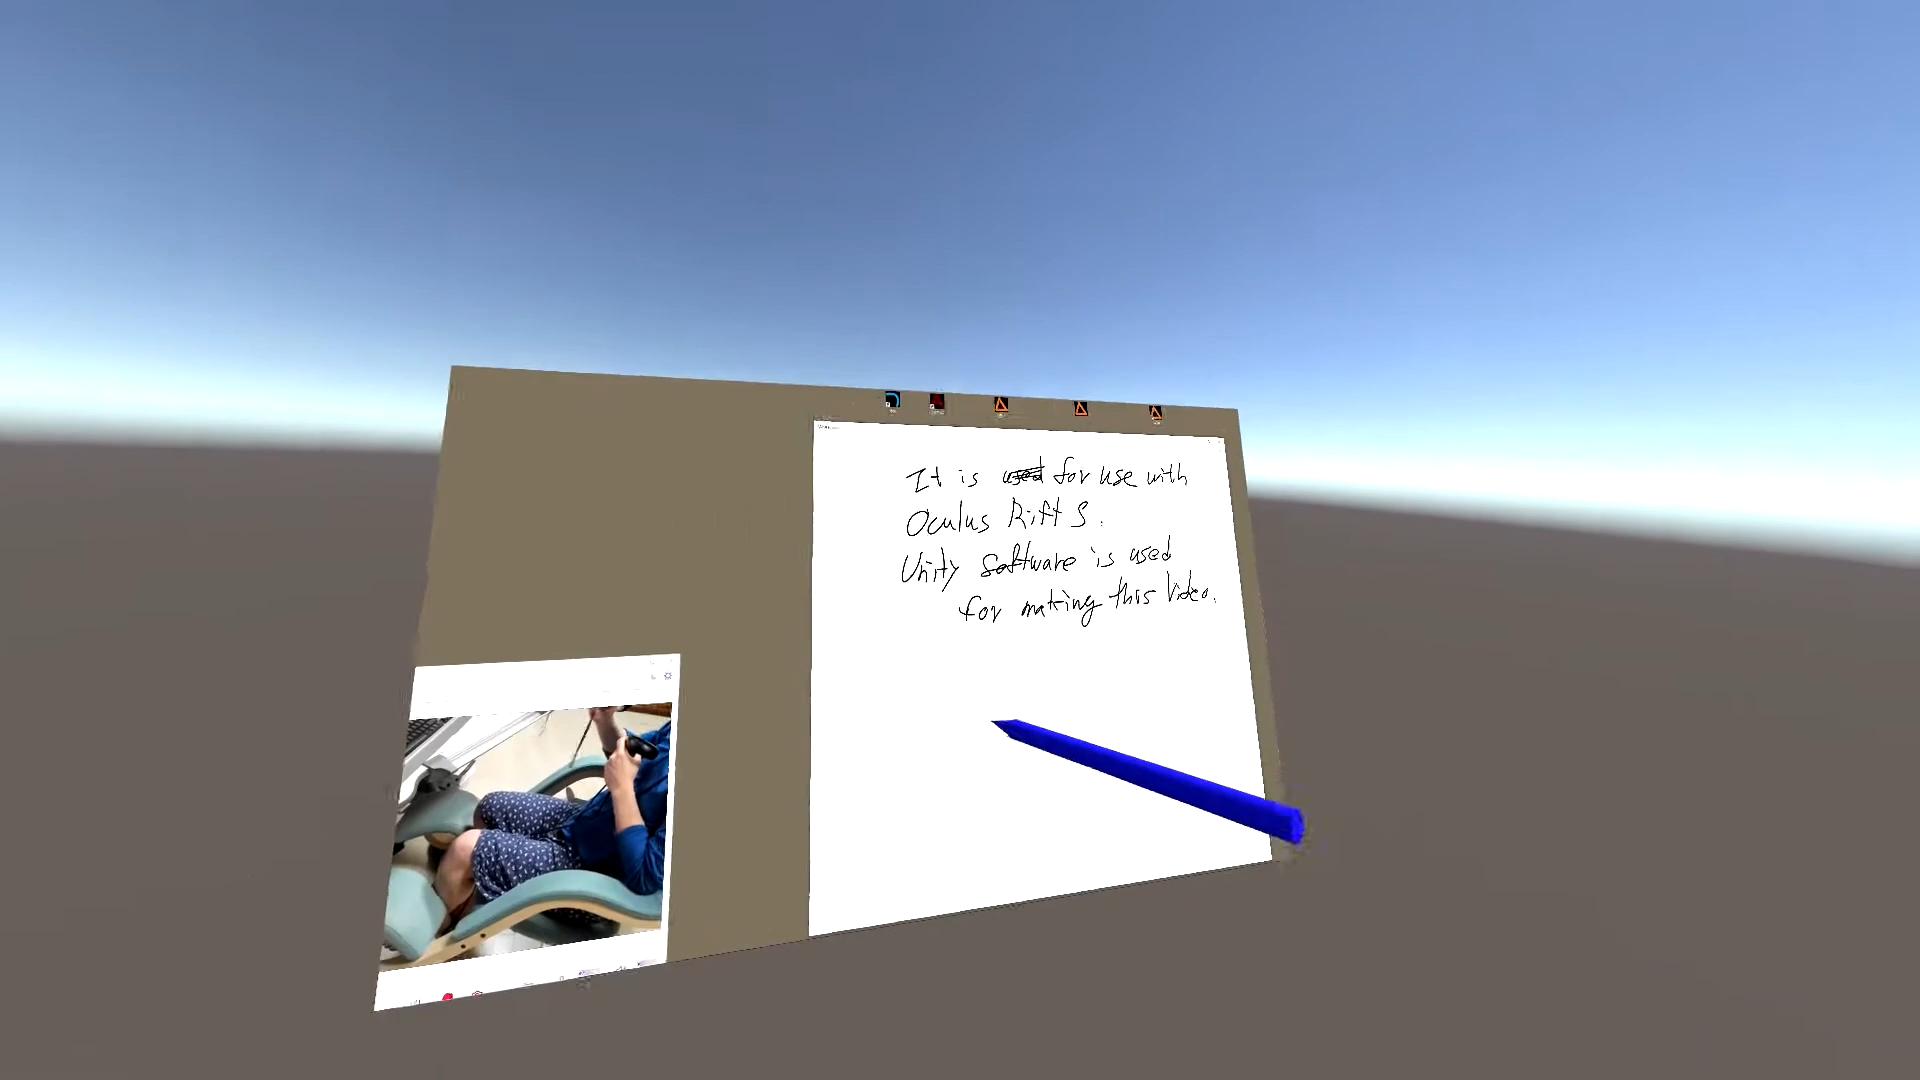 It is used for use with
Oculus Rift S.
Unity software is used
for making this Video.